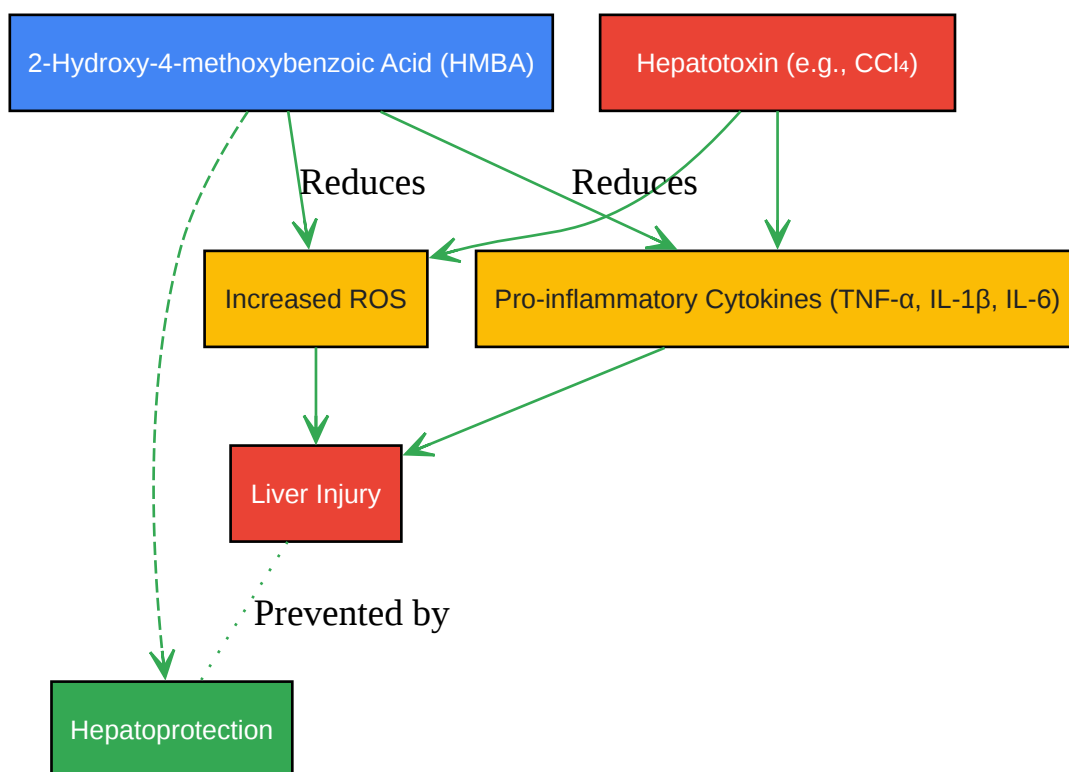 2-Hydroxy-4-methoxybenzoic Acid (HMBA)
Hepatotoxin (e.g., CCl₄)
Reduces
Reduces
Increased ROS
Pro-inflammatory Cytokines (TNF-α, IL-1β, IL-6)
Liver Injury
Prevented by
Hepatoprotection